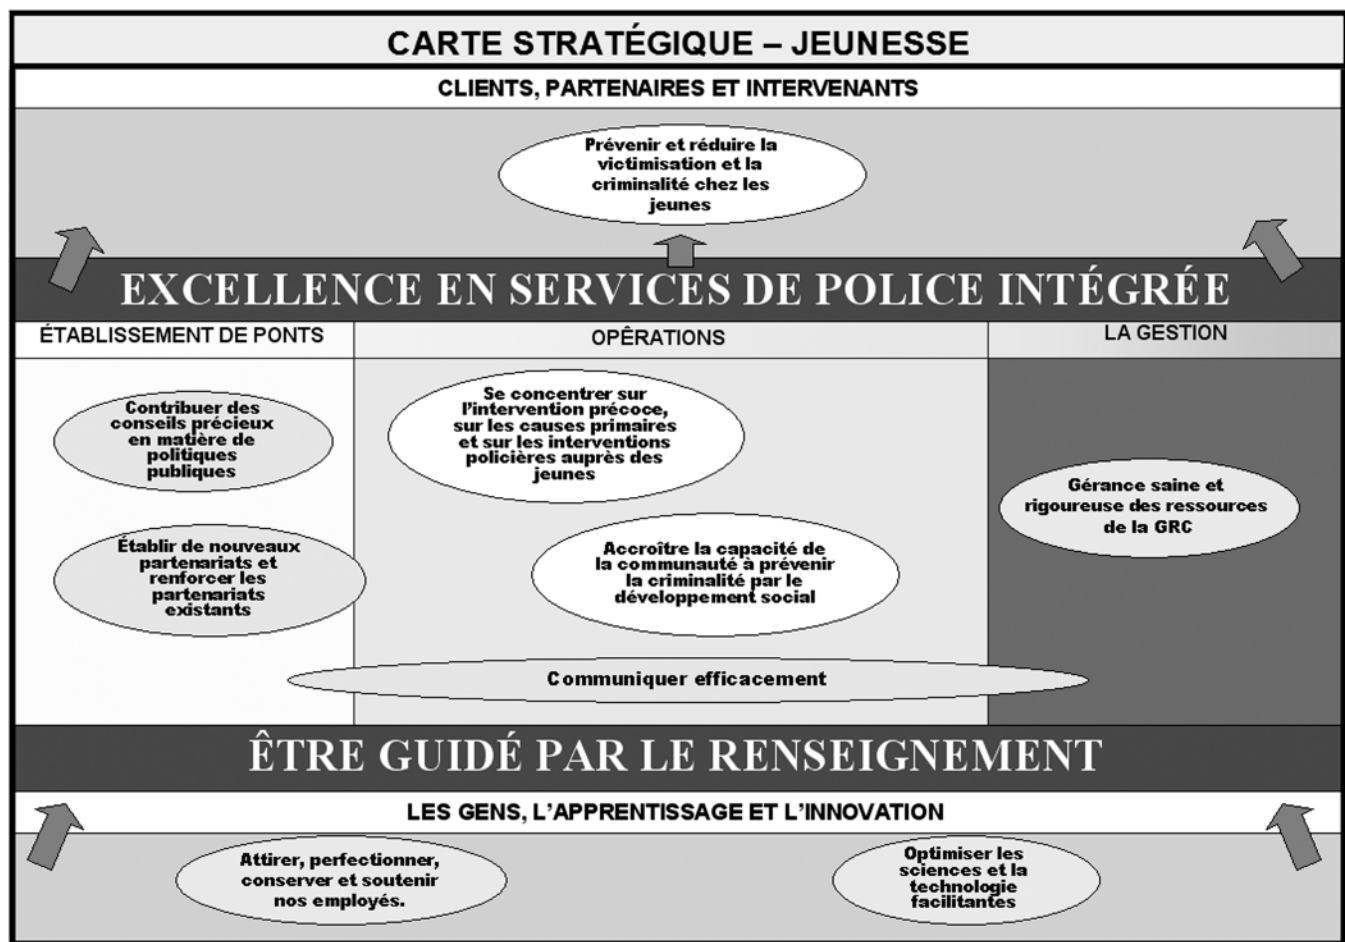 CARTE STRATÉGIQUE – JEUNESSE
CLIENTS, PARTENAIRES ET INTERVENANTS
Prévenir et réduire la
victimisation et la
criminalité chez les
jeunes
EXCELLENCE EN SERVICES DE POLICE INTÉGRÉE
ÉTABLISSEMENT DE PONTS
OPÊRATIONS
LA GESTION
Contribuer des
conseils précieux
en matière de
politiques
publiques
Établir de nouveaux
partenariats et
renforcer les
partenariats
existants
Se concentrer sur
l'intervention précoce,
sur les causes primaires
et sur les interventions
policières auprès des
jeunes
Accroître la capacité de
la communauté à prévenir
la criminalité par le
développement social
Gérance saine et
rigoureuse des ressources
de la GRC
Communiquer efficacement
ÊTRE GUIDÉ PAR LE RENSEIGNEMENT
LES GENS, L'APPRENTISSAGE ET L'INNOVATION
Attirer, perfectionner,
conserver et soutenir
nos employés.
Optimiser les
sciences et la
technologie
facilitantes